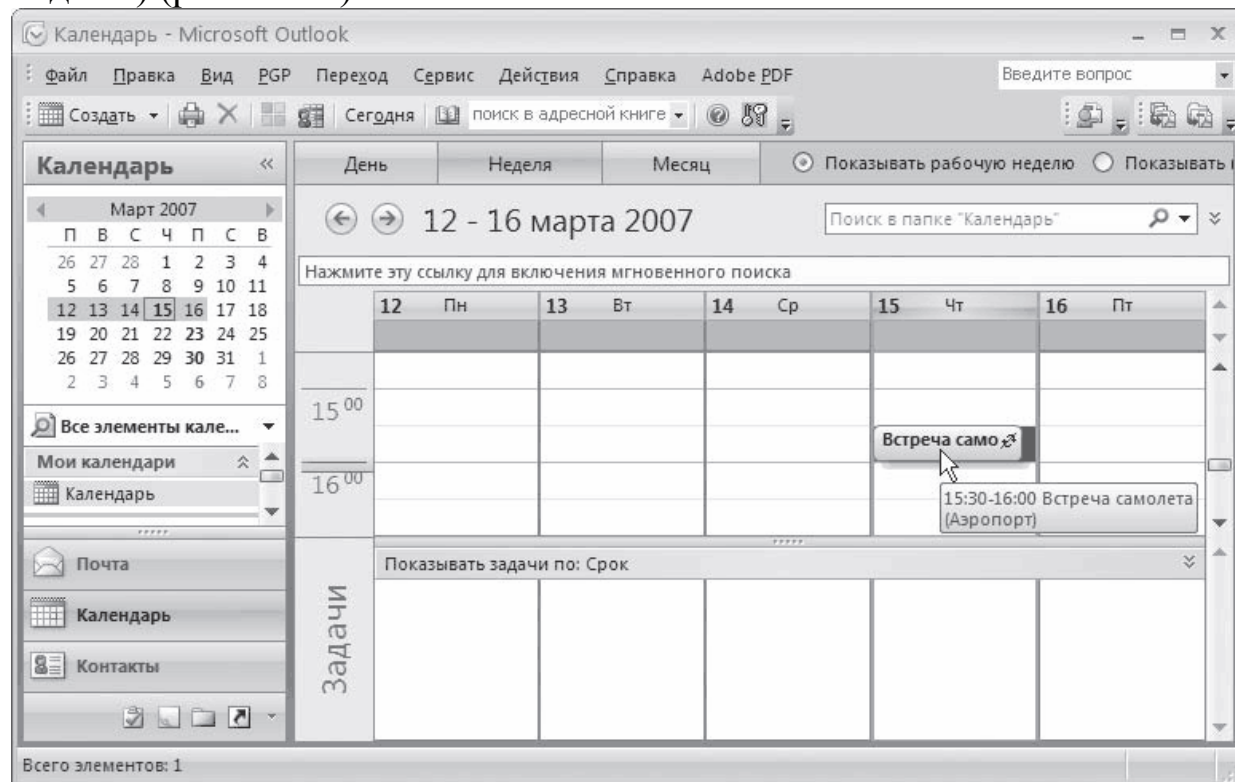 Календарь - Microsoft Outlook
Файл Правка Вид PGP Переход Сервис Действия Справка Adobe PDF Введите вопрос
Создать Сегодня поиск в адресной книге
Календарь «
День Неделя Месяц Показывать рабочую неделю Показывать
Март 2007
П В С Ч П С В
26 27 28 1 2 3 4
5 6 7 8 9 10 11
12 13 14 15 16 17 18
19 20 21 22 23 24 25
26 27 28 29 30 31 1
2 3 4 5 6 7 8
12 - 16 марта 2007
Поиск в папке "Календарь"
Нажмите эту ссылку для включения мгновенного поиска
12 Пн 13 Вт 14 Ср 15 Чт 16 Пт
15 00
16 00
Встреча само
15:30-16:00 Встреча самолета
(Аэропорт)
Все элементы кале...
Мои календари
Календарь
Почта
Календарь
Контакты
Показывать задачи по: Срок
Задачи
Всего элементов: 1